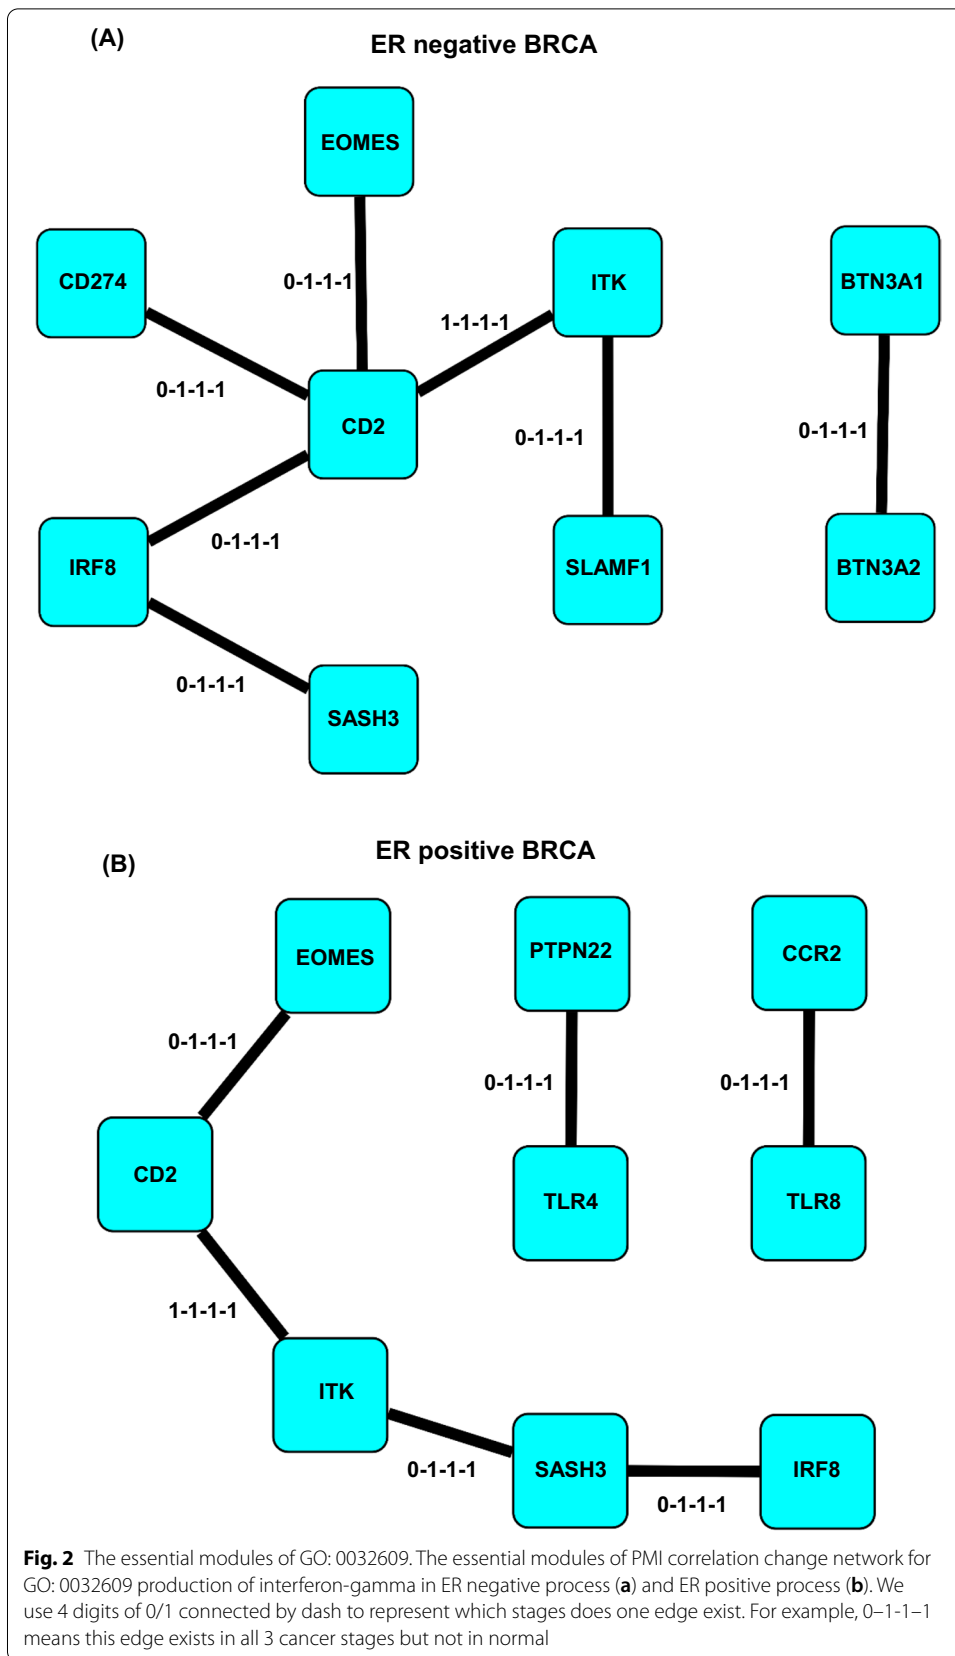 (A)
ER negative BRCA
EOMES
CD274
ITK
BTN3A1
0-1-1-1
1-1-1-1
0-1-1-1
CD2
0-1-1-1
0-1-1-1
0-1-1-1
IRF8
SLAMF1
BTN3A2
0-1-1-1
SASH3
(B)
ER positive BRCA
EOMES
PTPN22
CCR2
0-1-1-1
0-1-1-1
0-1-1-1
CD2
TLR4
TLR8
1-1-1-1
ITK
0-1-1-1
SASH3
IRF8
0-1-1-1
Fig. 2 The essential modules of GO: 0032609. The essential modules of PMI correlation change network for
GO: 0032609 production of interferon-gamma in ER negative process (a) and ER positive process (b). We
use 4 digits of 0/1 connected by dash to represent which stages does one edge exist. For example, 0–1-1–1
means this edge exists in all 3 cancer stages but not in normal